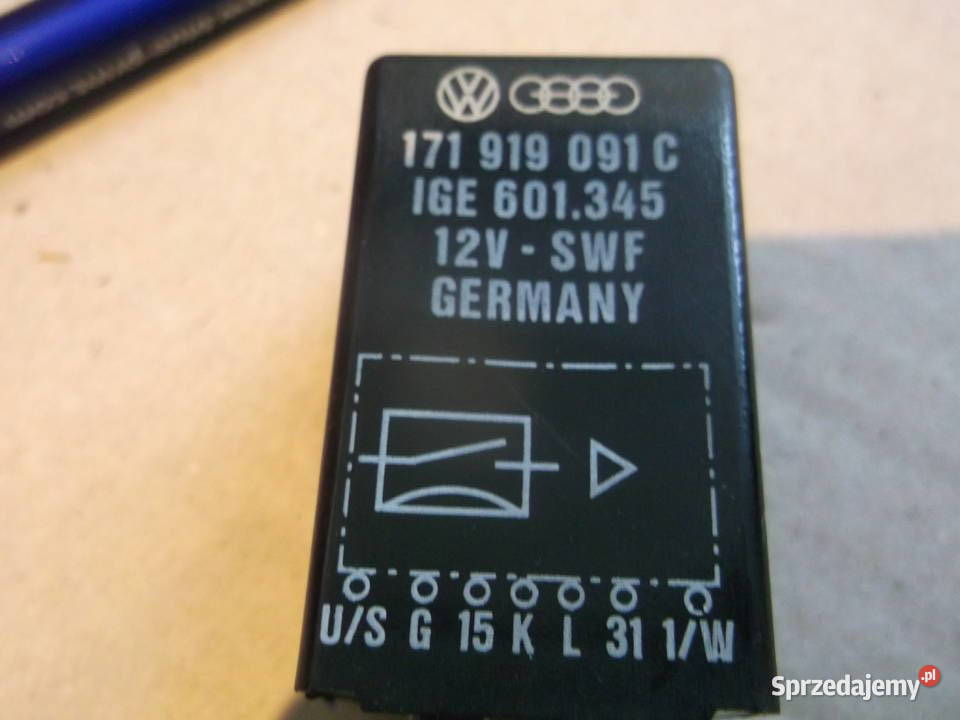 171 919 091 C
IGE 601.345
12V - SWF
GERMANY
U/S G 15 K L 31 1/W
Sprzedajemy.pl